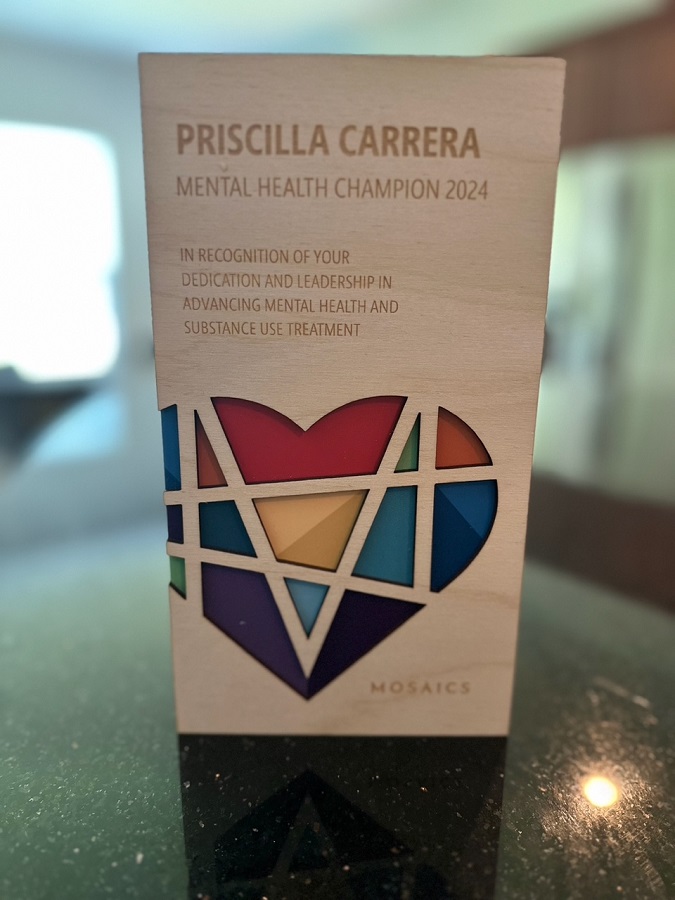 PRISCILLA CARRERA
MENTAL HEALTH CHAMPION 2024
IN RECOGNITION OF YOUR
DEDICATION AND LEADERSHIP IN
ADVANCING MENTAL HEALTH AND
SUBSTANCE USE TREATMENT
MOSAICS